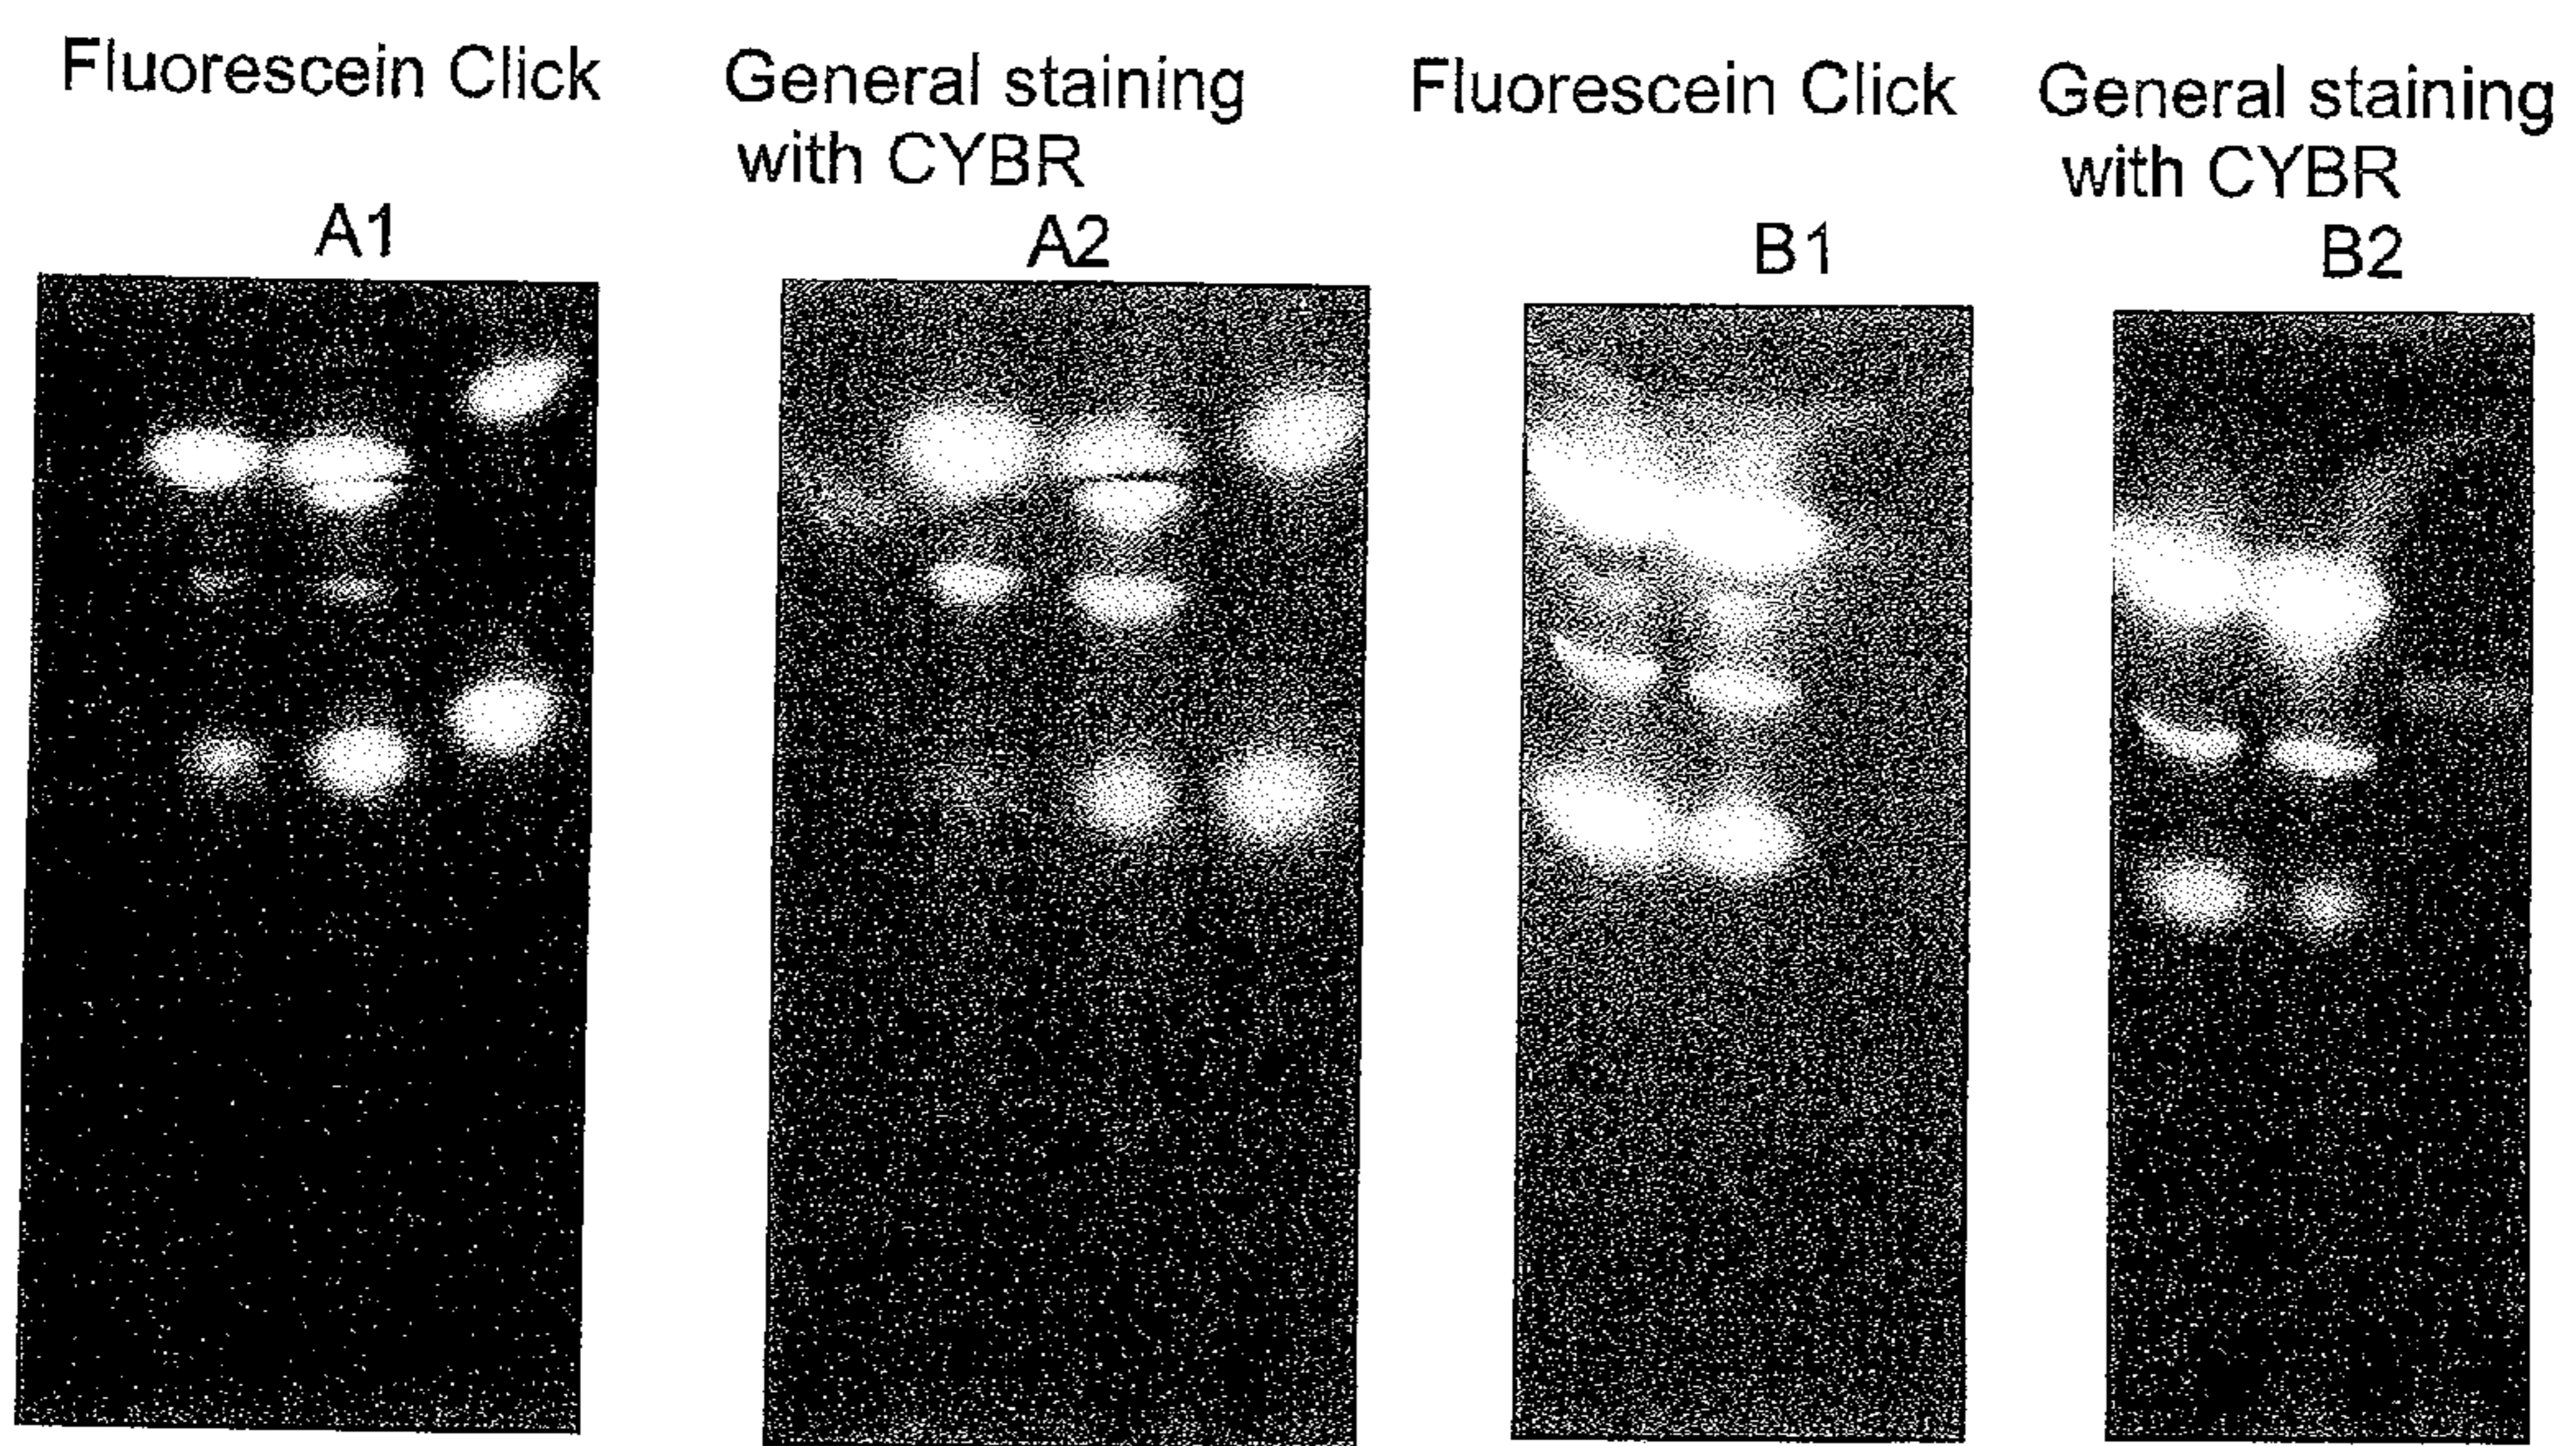 Fluorescein Click
General staining
with CYBR
Fluorescein Click
General staining
with CYBR
A1
A2
B1
B2